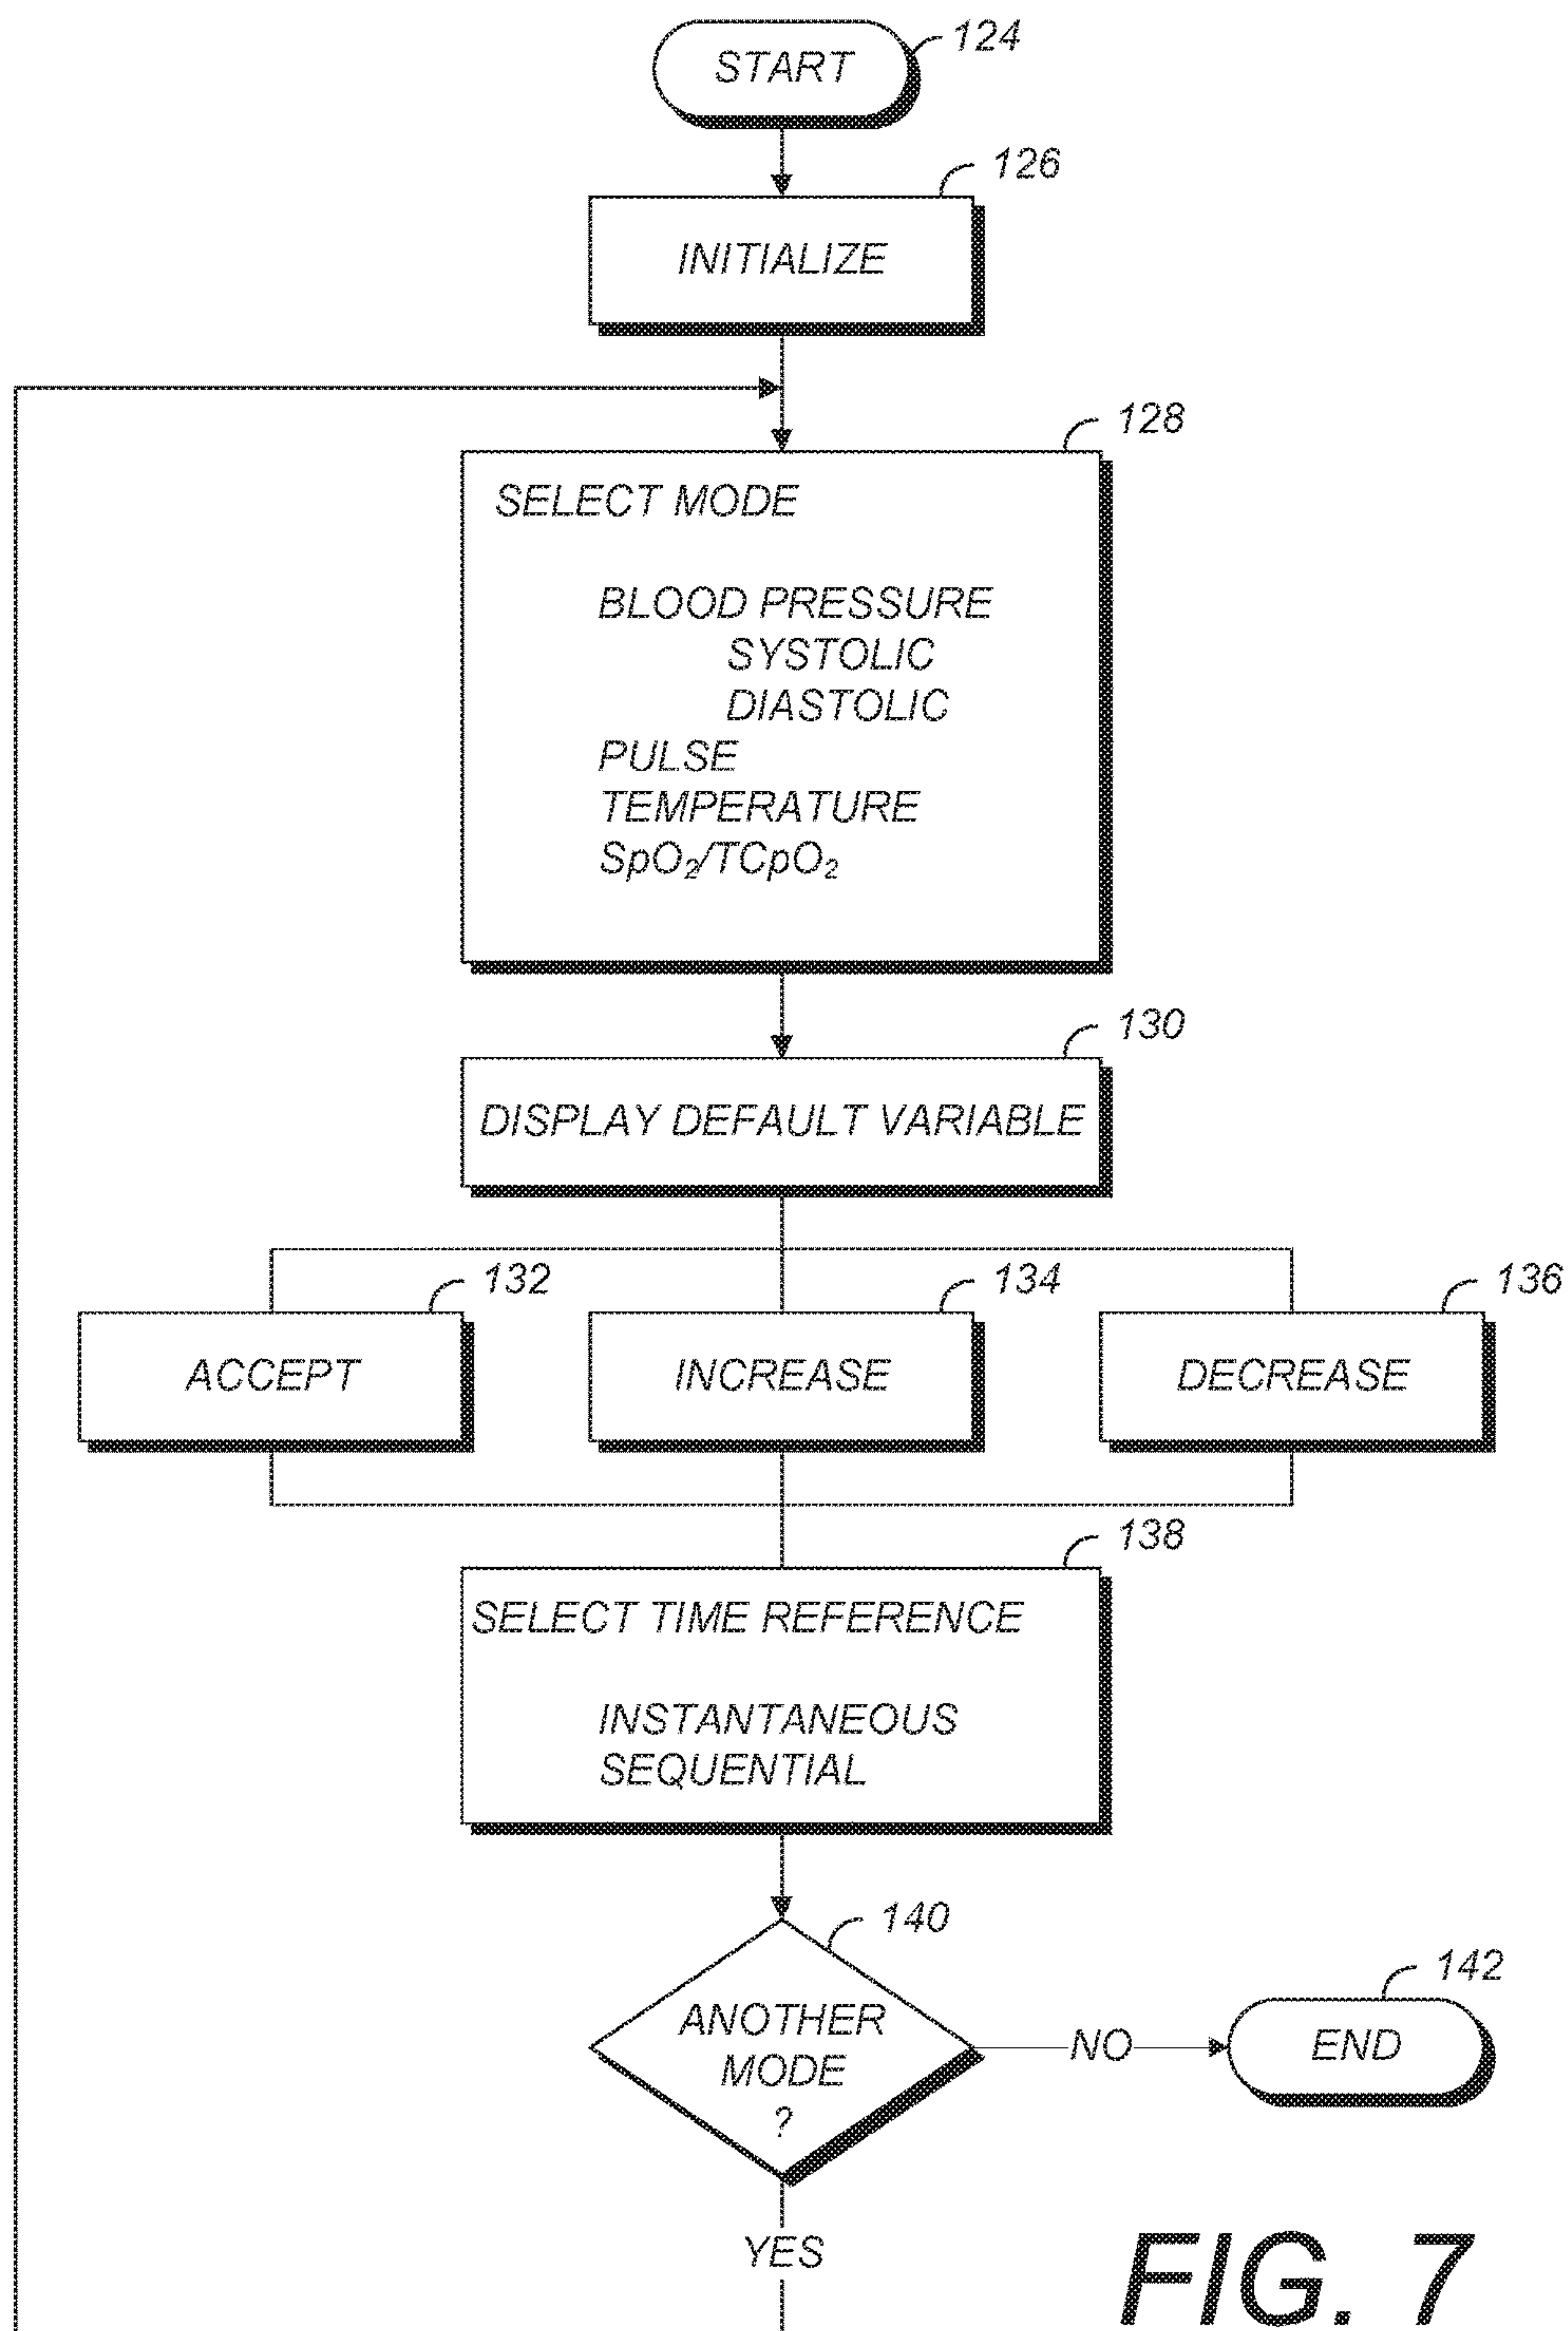 START
124
126
INITIALIZE
128
SELECT MODE
BLOOD PRESSURE
SYSTOLIC
DIASTOLIC
PULSE
TEMPERATURE
SpO₂/TCpO₂
130
DISPLAY DEFAULT VARIABLE
132
134
136
ACCEPT
INCREASE
DECREASE
138
SELECT TIME REFERENCE
INSTANTANEOUS
SEQUENTIAL
140
142
ANOTHER
MODE
?
NO
END
YES
FIG. 7